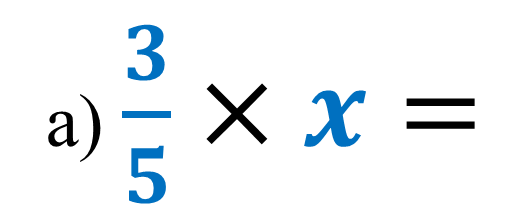 a) 3/5 × x =